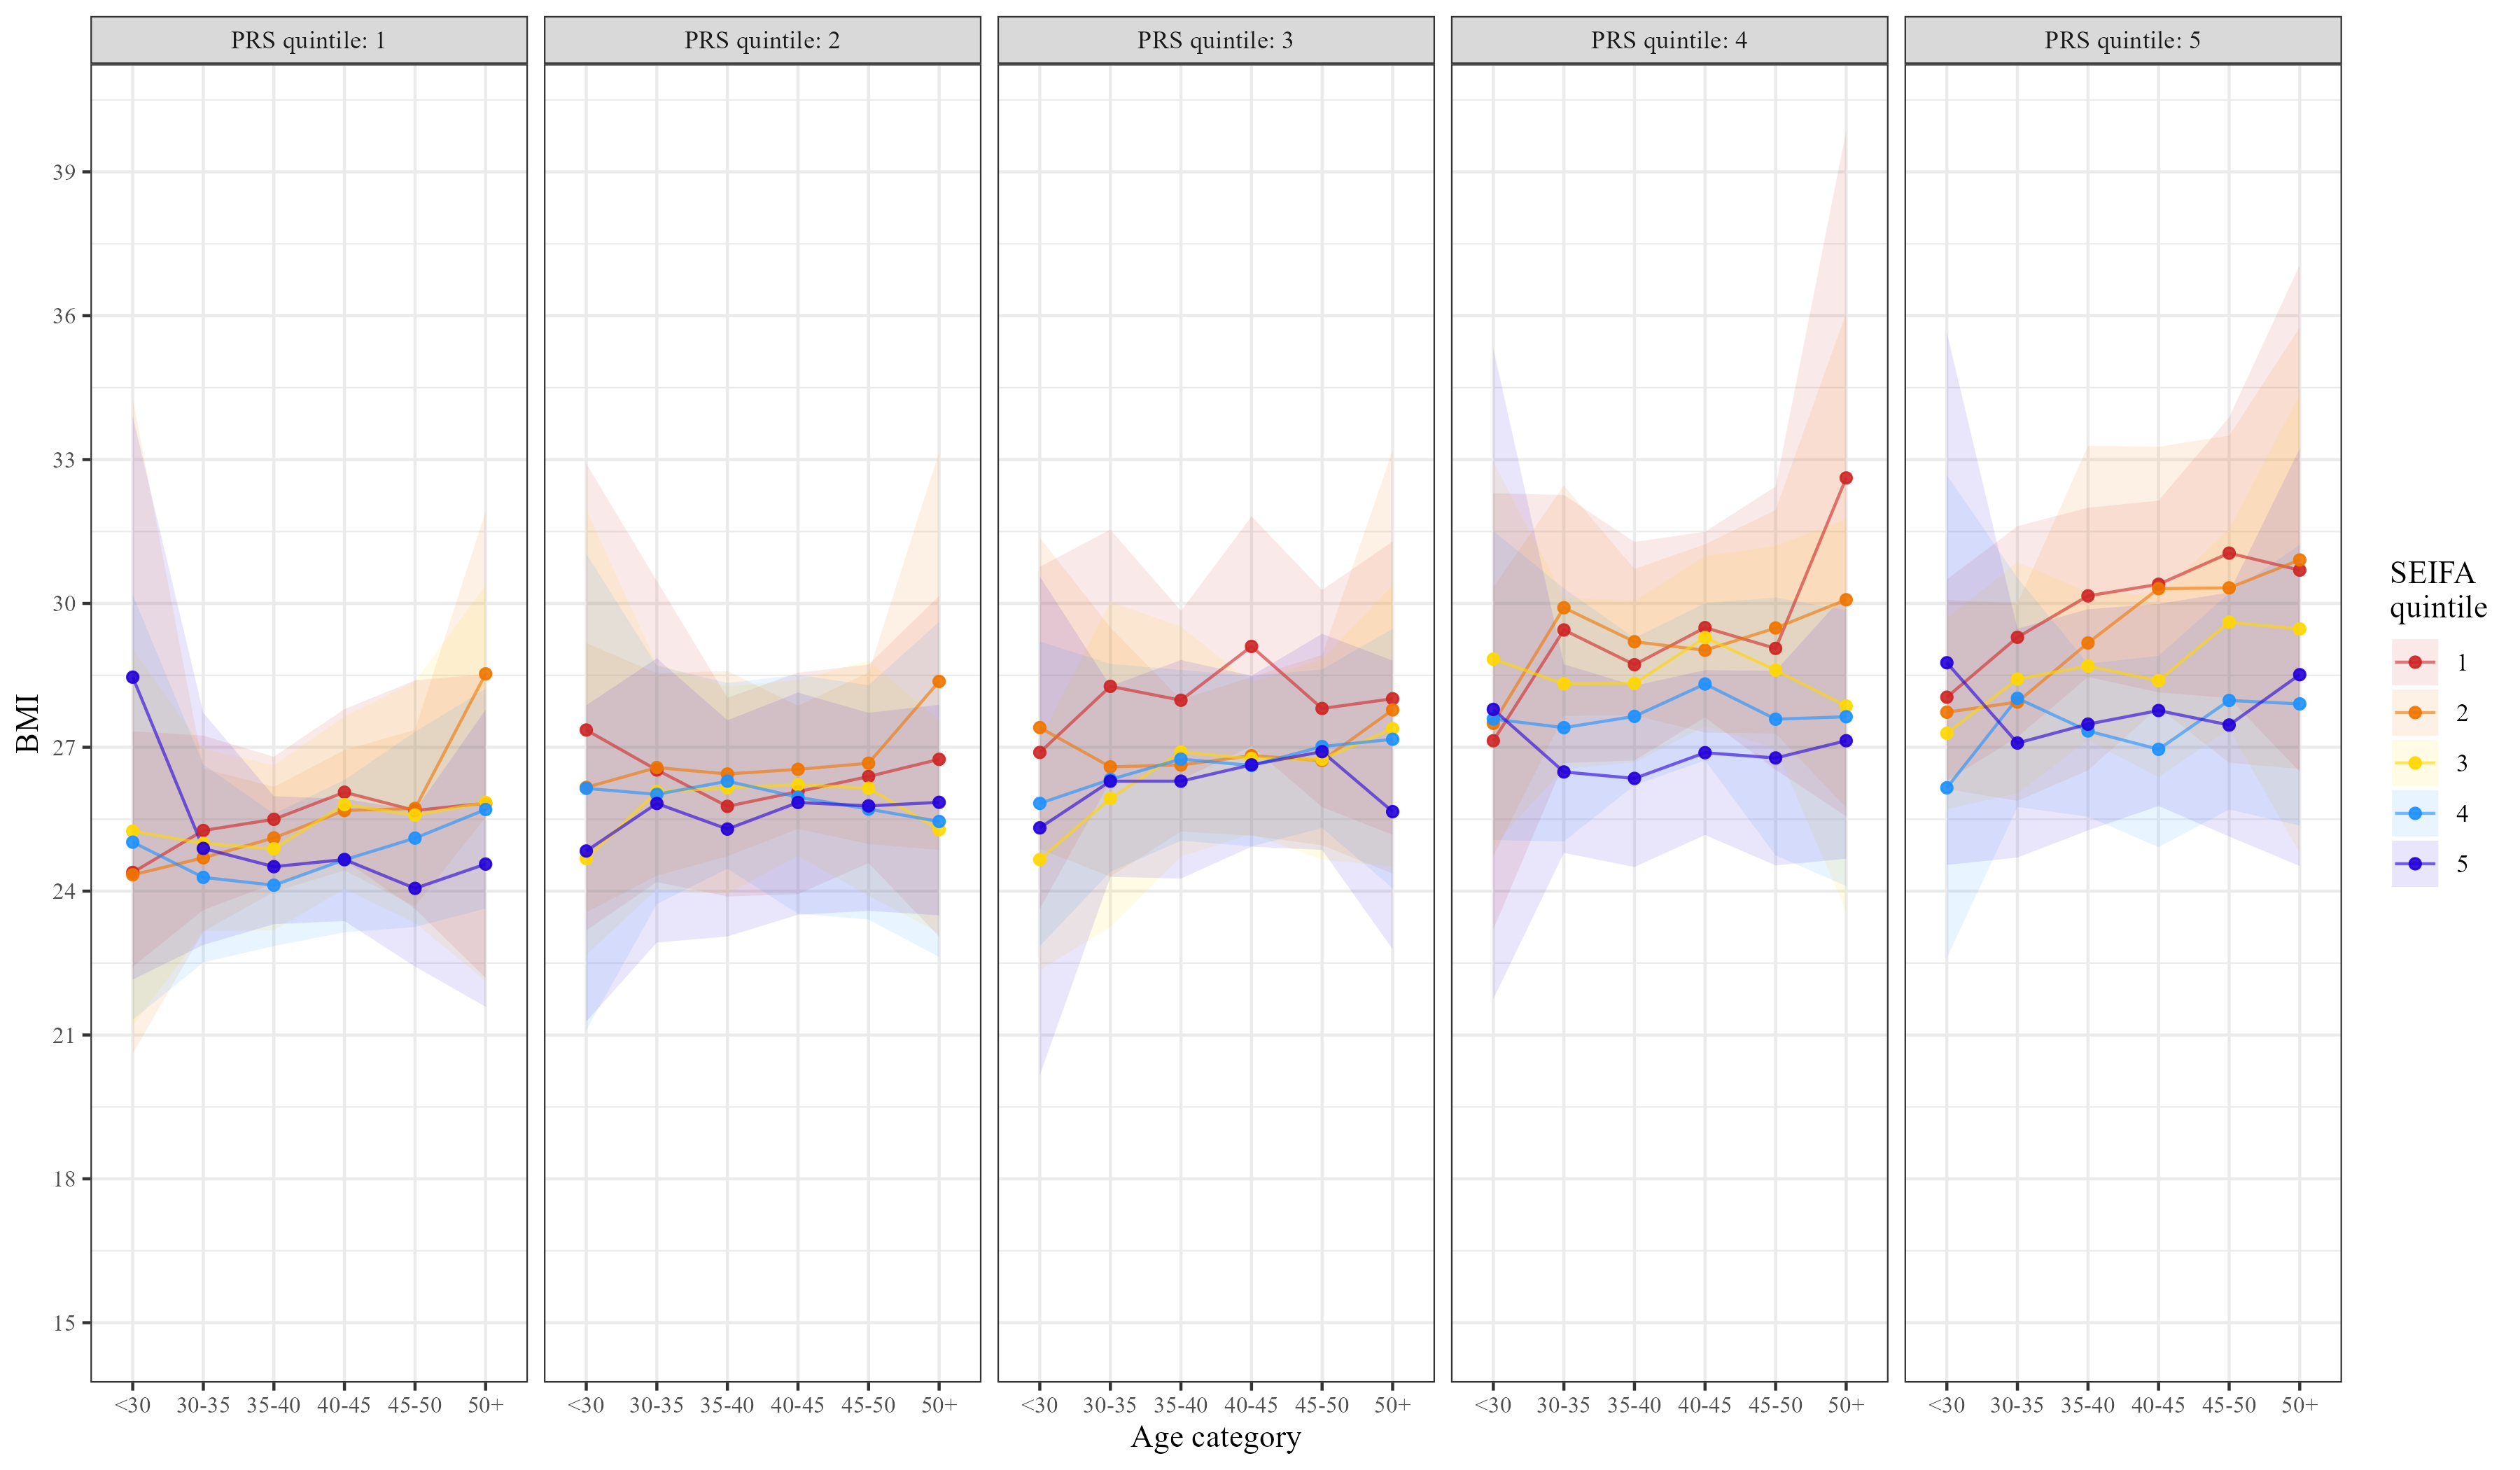 PRS quintile: 1
PRS quintile: 2
PRS quintile: 3
PRS quintile: 4
PRS quintile: 5
BMI
39
36
33
30
27
24
21
18
15
<30 30-35 35-40 40-45 45-50 50+
<30 30-35 35-40 40-45 45-50 50+
<30 30-35 35-40 40-45 45-50 50+
<30 30-35 35-40 40-45 45-50 50+
<30 30-35 35-40 40-45 45-50 50+
Age category
SEIFA
quintile
1
2
3
4
5